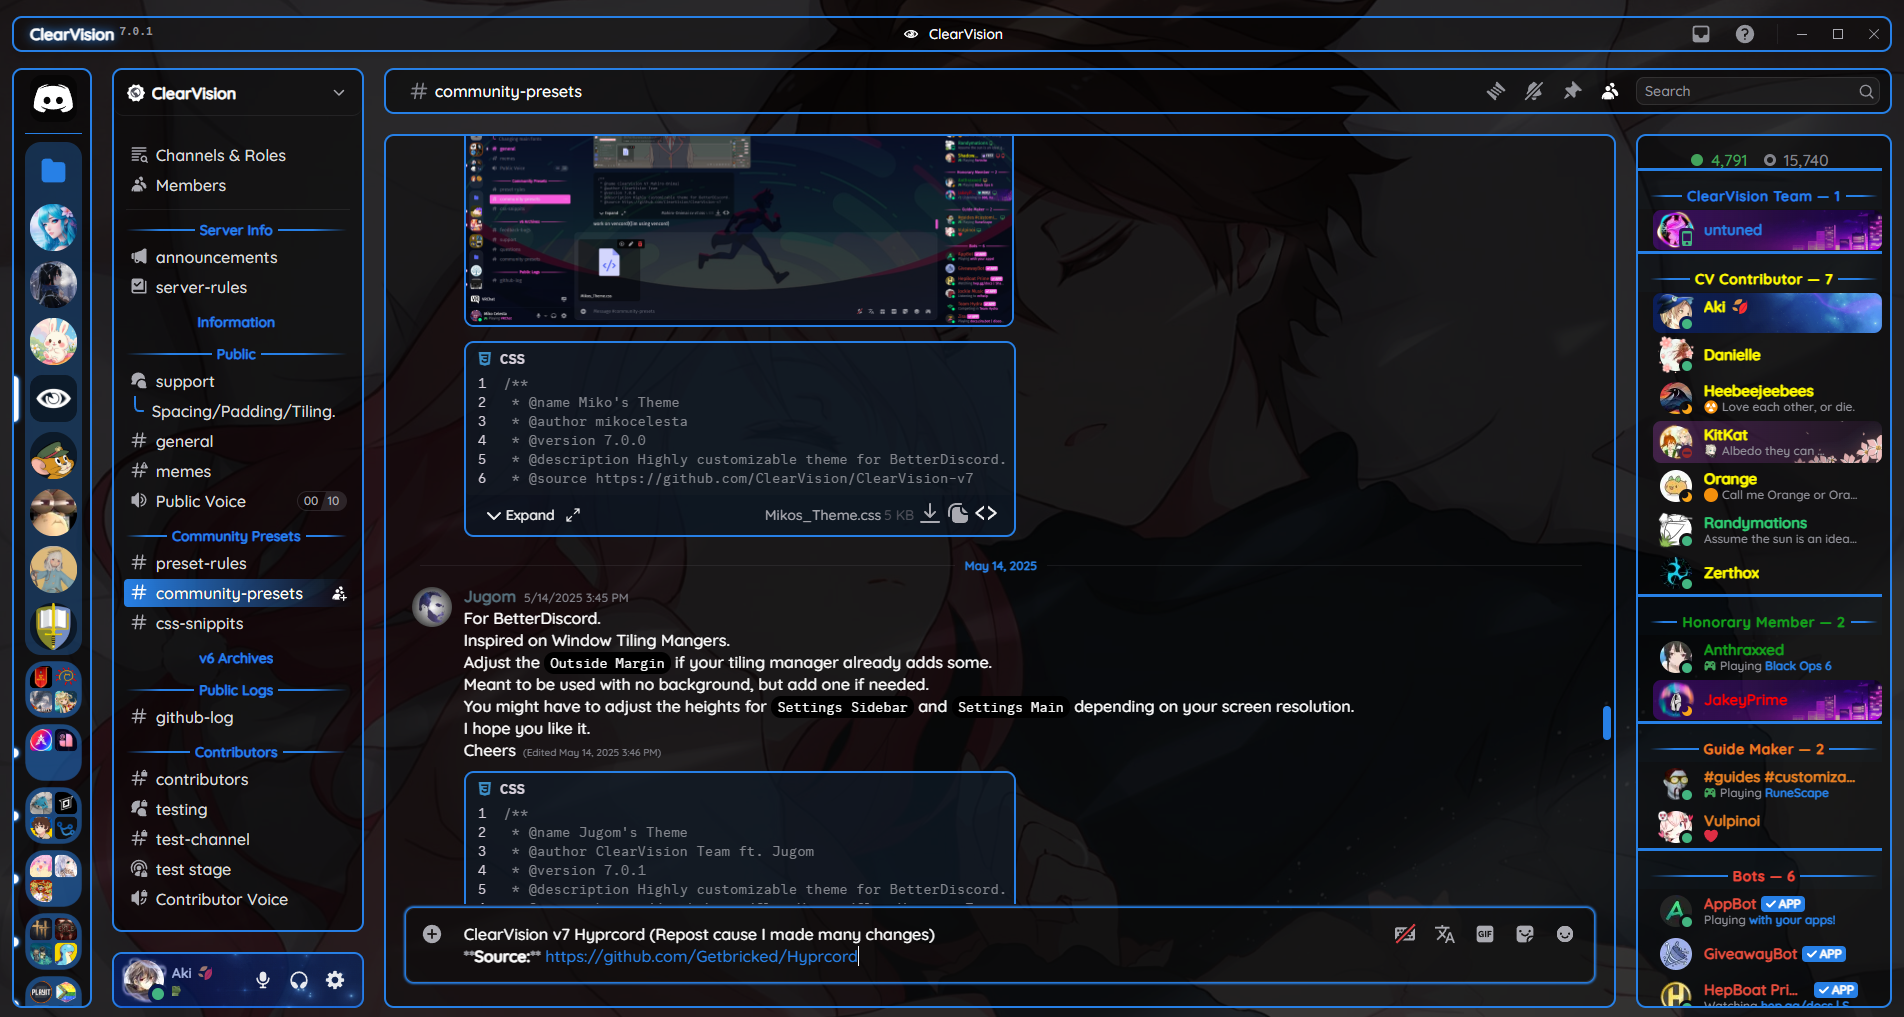 ClearVision 7.0.1
ClearVision
ClearVision
Channels & Roles
Members
Server Info
announcements
server-rules
Information
Public
support
Spacing/Padding/Tiling.
general
memes
Public Voice 00 10
Community Presets
preset-rules
community-presets
css-snippits
v6 Archives
Public Logs
github-log
Contributors
contributors
testing
test-channel
test stage
Contributor Voice
Aki
community-presets
Search
CSS
1 /**
2 * @name Miko's Theme
3 * @author mikocelesta
4 * @version 7.0.0
5 * @description Highly customizable theme for BetterDiscord.
6 * @source https://github.com/ClearVision/ClearVision-v7
Expand Mikos_Theme.css 5 KB
May 14, 2025
Jugom 5/14/2025 3:45 PM
For BetterDiscord.
Inspired on Window Tiling Mangers.
Adjust the Outside Margin if your tiling manager already adds some.
Meant to be used with no background, but add one if needed.
You might have to adjust the heights for Settings Sidebar and Settings Main depending on your screen resolution.
I hope you like it.
Cheers (Edited May 14, 2025 3:46 PM)
CSS
1 /**
2 * @name Jugom's Theme
3 * @author ClearVision Team ft. Jugom
4 * @version 7.0.1
5 * @description Highly customizable theme for BetterDiscord.
ClearVision v7 Hyprcord (Repost cause I made many changes)
**Source:** https://github.com/Getbricked/Hyprcord
GIF
4,791 15,740
ClearVision Team — 1
untuned
CV Contributor — 7
Aki
Danielle
Heebeejeebees
Love each other, or die.
KitKat
Albedo they can ...
Orange
Call me Orange or Ora...
Randymations
Assume the sun is an idea...
Zerthox
Honorary Member — 2
Anthraxxed
Playing Black Ops 6
JakeyPrime
Guide Maker — 2
#guides #customiza...
Playing RuneScape
Vulpinoi
Bots — 6
AppBot APP
Playing with your apps!
GiveawayBot APP
HepBoat Pri... APP